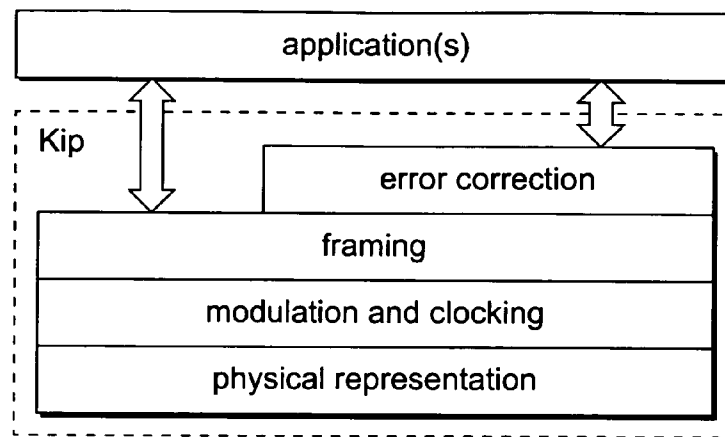 application(s)
Kip
error correction
framing
modulation and clocking
physical representation